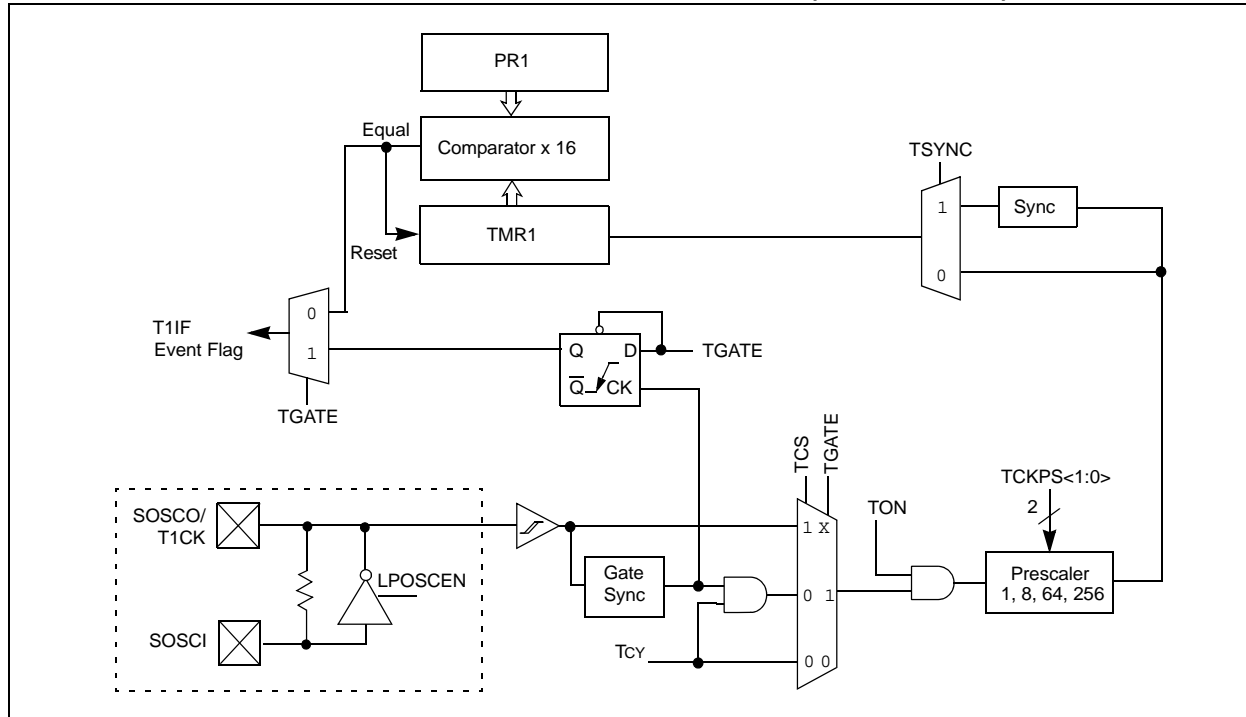 PR1
Equal
Comparator x 16
TSYNC
1
Sync
Reset
TMR1
0
0
T1IF
Event Flag
1
Q
D
TGATE
Q
CK
TGATE
TCS
TGATE
TCKPS<1:0>
2
SOSCO/
T1CK
1 X
TON
LPOSCEN
Gate
Sync
0 1
Prescaler
1, 8, 64, 256
SOSCI
TCY
0 0